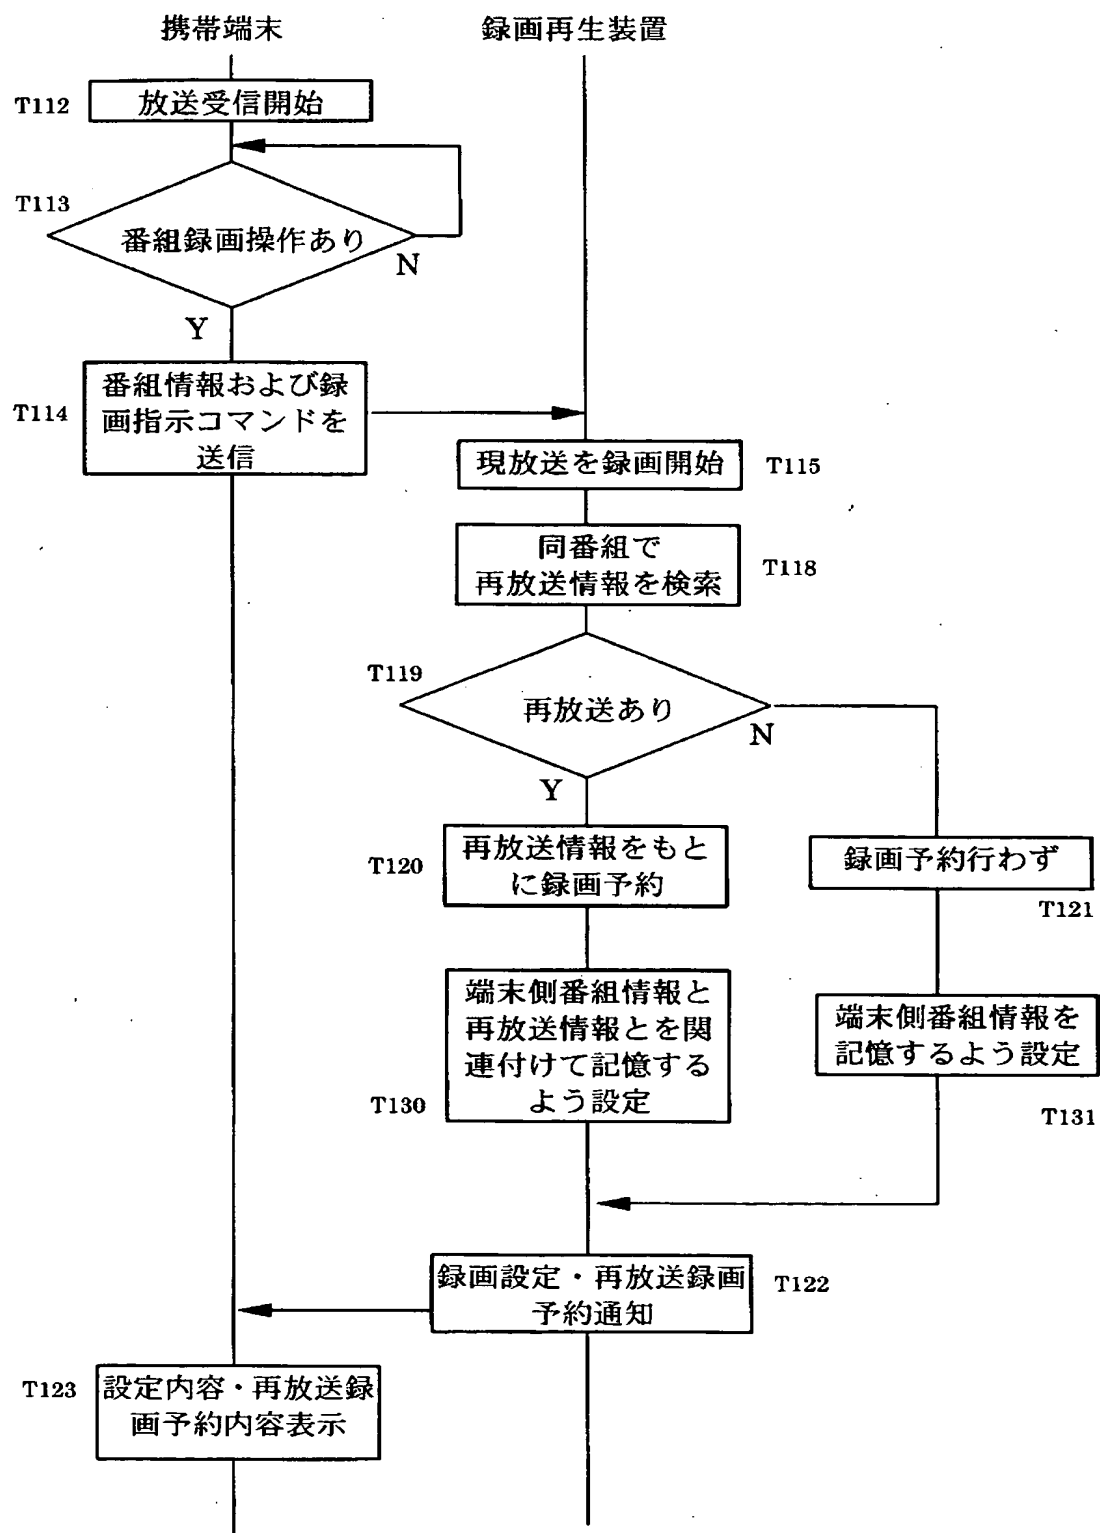 携帯端末
録画再生装置
T112
放送受信開始
T113
番組録画操作あり
N
Y
T114
番組情報および録
画指示コマンドを
送信
現放送を録画開始
T115
同番組で
再放送情報を検索
T118
T119
再放送あり
N
Y
T120
再放送情報をもと
に録画予約
録画予約行わず
T121
端末側番組情報と
再放送情報とを関
連付けて記憶する
よう設定
T130
端末側番組情報を
記憶するよう設定
T131
録画設定・再放送録画
予約通知
T122
T123
設定内容・再放送録
画予約内容表示